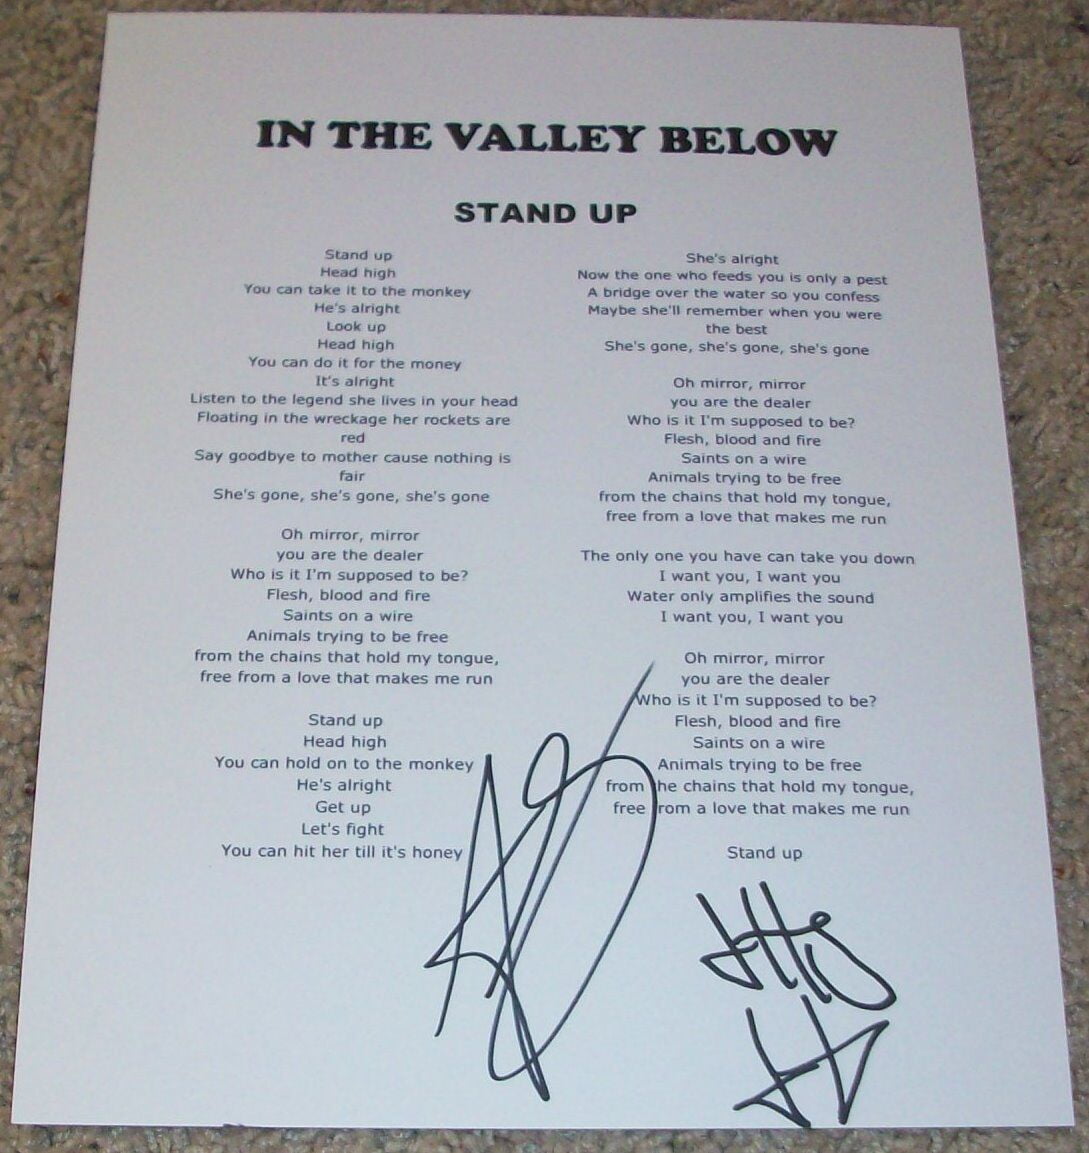 IN THE VALLEY BELOW
STAND UP
Stand up
Head high
You can take it to the monkey
He's alright
Look up
Head high
You can do it for the money
It's alright
Listen to the legend she lives in your head
Floating in the wreckage her rockets are
red
Say goodbye to mother cause nothing is
fair
She's gone, she's gone, she's gone
Oh mirror, mirror
you are the dealer
Who is it I'm supposed to be?
Flesh, blood and fire
Saints on a wire
Animals trying to be free
from the chains that hold my tongue,
free from a love that makes me run
Stand up
Head high
You can hold on to the monkey
He's alright
Get up
Let's fight
You can hit her till it's honey
She's alright
Now the one who feeds you is only a pest
A bridge over the water so you confess
Maybe she'll remember when you were
the best
She's gone, she's gone, she's gone
Oh mirror, mirror
you are the dealer
Who is it I'm supposed to be?
Flesh, blood and fire
Saints on a wire
Animals trying to be free
from the chains that hold my tongue,
free from a love that makes me run
The only one you have can take you down
I want you, I want you
Water only amplifies the sound
I want you, I want you
Oh mirror, mirror
you are the dealer
Who is it I'm supposed to be?
Flesh, blood and fire
Saints on a wire
Animals trying to be free
from the chains that hold my tongue,
free from a love that makes me run
Stand up